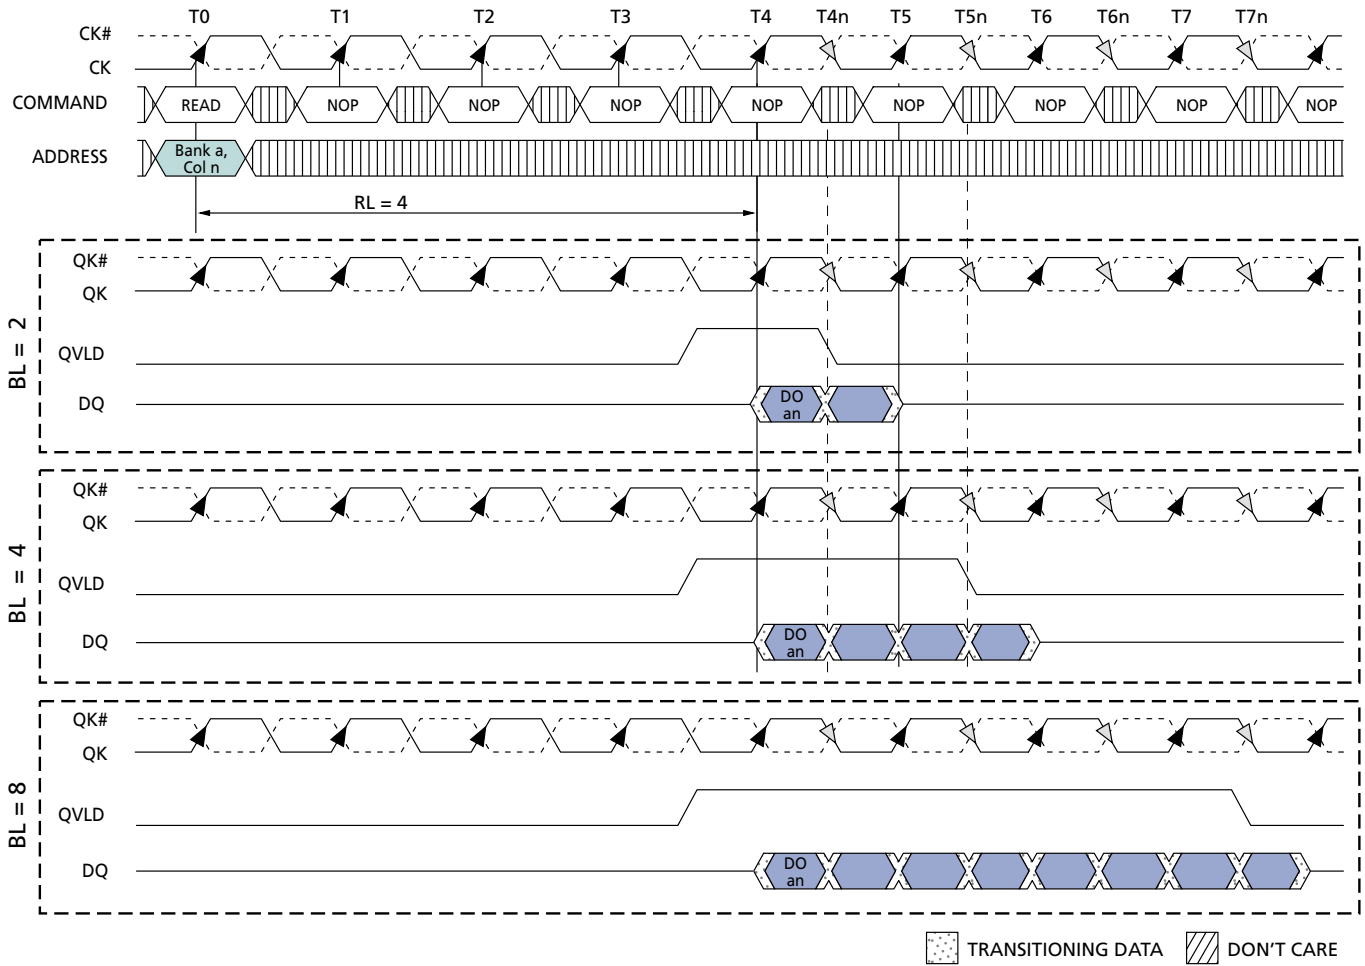 T0 T1 T2 T3 T4 T4n T5 T5n T6 T6n T7 T7n
CK#
CK
COMMAND READ NOP NOP NOP NOP NOP NOP NOP NOP
ADDRESS Bank a,
Col n
RL = 4
BL = 2
QK#
QK
QVLD
DQ DO
an
BL = 4
QK#
QK
QVLD
DQ DO
an
BL = 8
QK#
QK
QVLD
DQ DO
an
TRANSITIONING DATA DON'T CARE